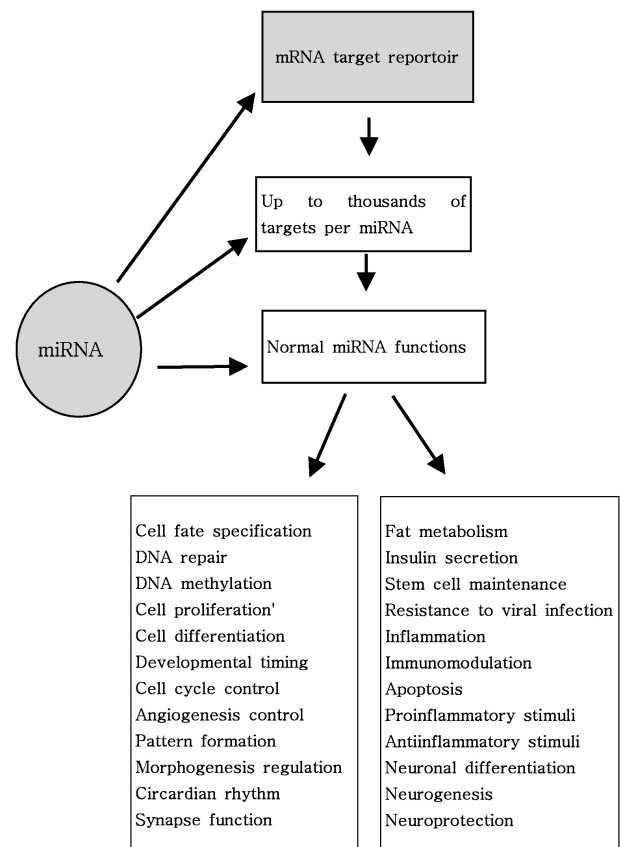 mRNA target reportoir
Up to thousands of
targets per miRNA
miRNA
Normal miRNA functions
Cell fate specification
DNA repair
DNA methylation
Cell proliferation'
Cell differentiation
Developmental timing
Cell cycle control
Angiogenesis control
Pattern formation
Morphogenesis regulation
Circardian rhythm
Synapse function
Fat metabolism
Insulin secretion
Stem cell maintenance
Resistance to viral infection
Inflammation
Immunomodulation
Apoptosis
Proinflammatory stimuli
Antiinflammatory stimuli
Neuronal differentiation
Neurogenesis
Neuroprotection